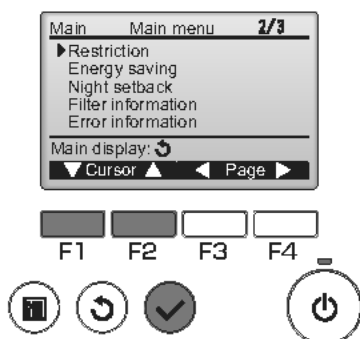 Main Main menu 2/3
▶Restriction
Energy saving
Night setback
Filter information
Error information
Main display:
▼ Cursor ▲ ◀ Page ▶
F1 F2 F3 F4